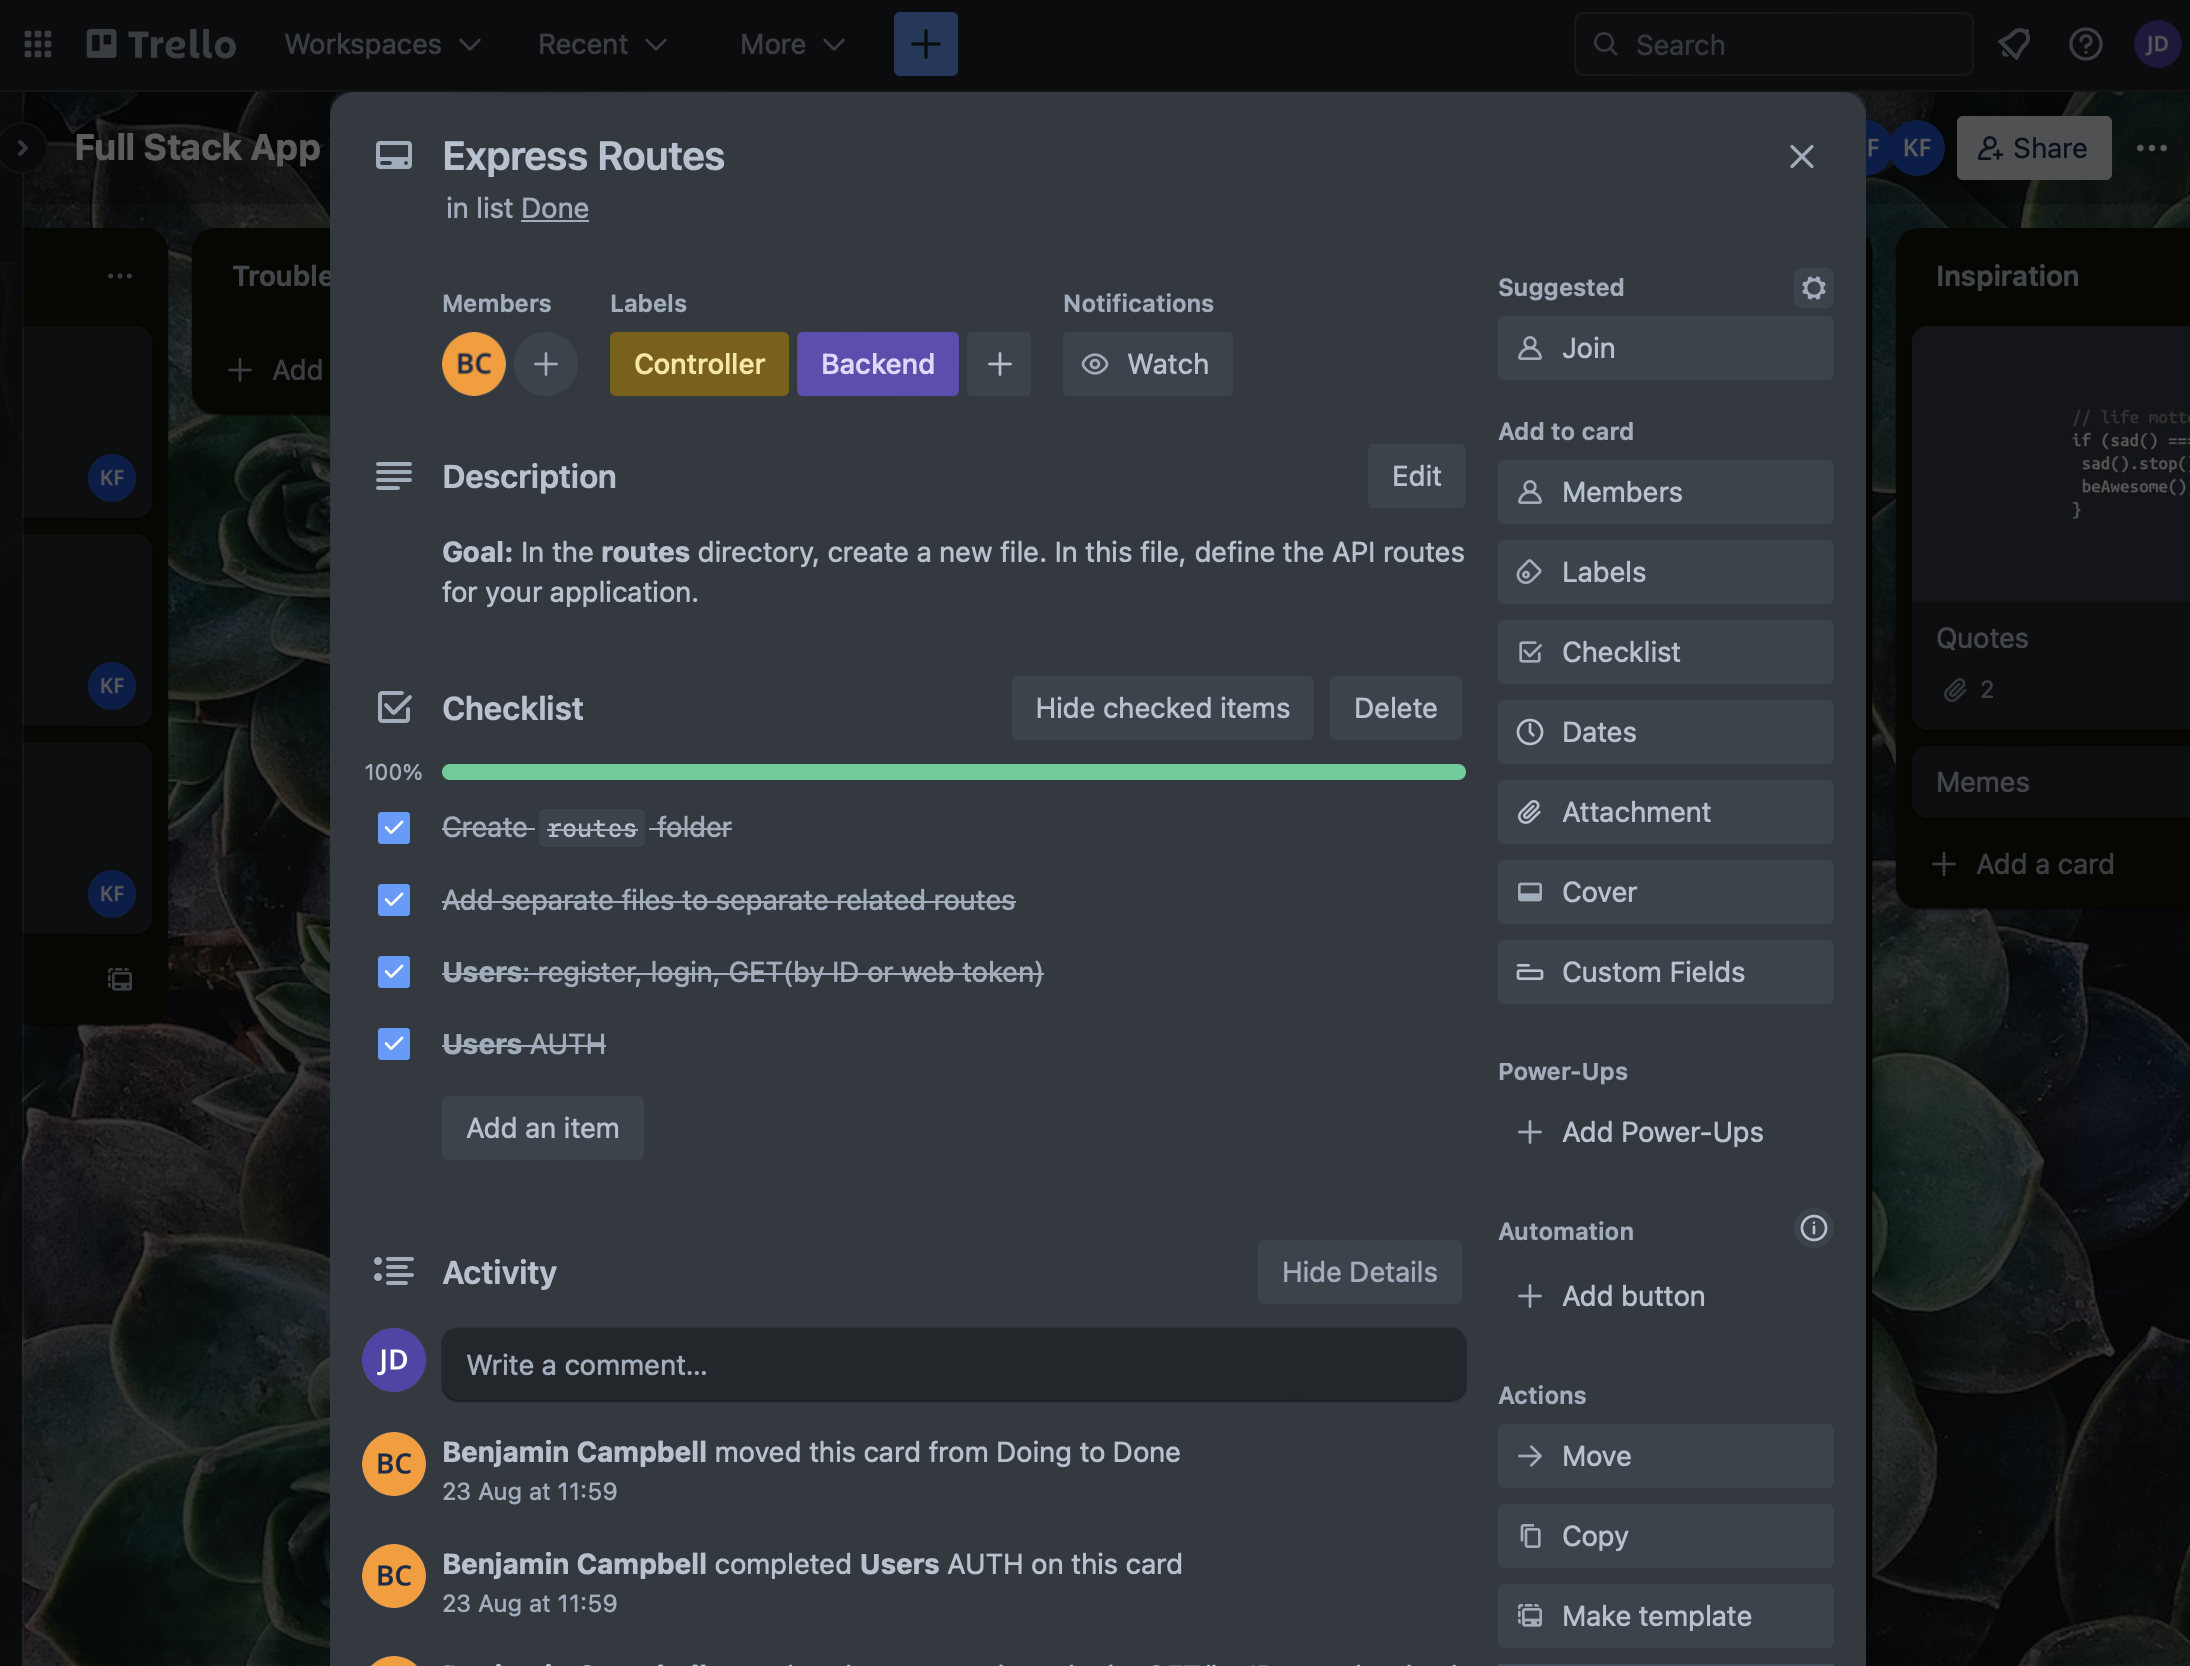 Trello
Workspaces
Recent
More
Search
JD
Full Stack App
F
KF
Share
Express Routes
in list Done
Trouble
Add
KF
KF
KF
Members
BC
Labels
Controller
Backend
Notifications
Watch
Description
Edit
Goal: In the routes directory, create a new file. In this file, define the API routes
for your application.
Checklist
Hide checked items
Delete
100%
Create routes folder
Add separate files to separate related routes
Users: register, login, GET(by ID or web token)
Users AUTH
Add an item
Activity
Hide Details
JD
Write a comment...
BC
Benjamin Campbell moved this card from Doing to Done
23 Aug at 11:59
BC
Benjamin Campbell completed Users AUTH on this card
23 Aug at 11:59
Suggested
Join
Add to card
Members
Labels
Checklist
Dates
Attachment
Cover
Custom Fields
Power-Ups
Add Power-Ups
Automation
Add button
Actions
Move
Copy
Make template
Inspiration
// life motto
if (sad() ===
sad().stop()
beAwesome()
}
Quotes
2
Memes
Add a card